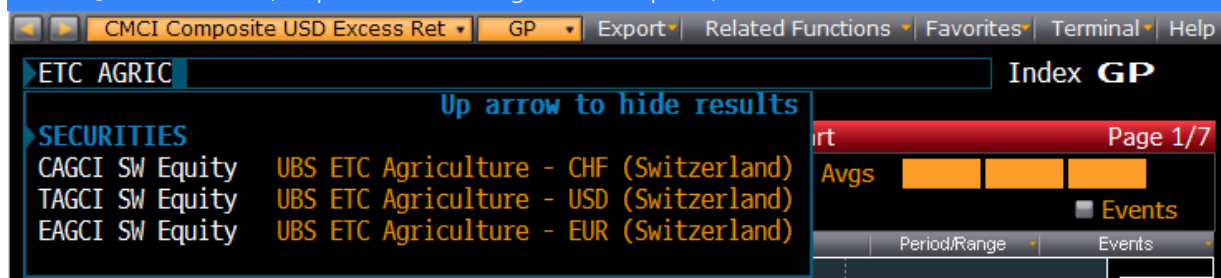 CMCI Composite USD Excess Ret GP Export Related Functions Favorites Terminal Help
ETC AGRIC Index GP
Up arrow to hide results
SECURITIES rt Page 1/7
CAGCI SW Equity UBS ETC Agriculture - CHF (Switzerland) Avgs
TAGCI SW Equity UBS ETC Agriculture - USD (Switzerland) Events
EAGCI SW Equity UBS ETC Agriculture - EUR (Switzerland)
Period/Range Events